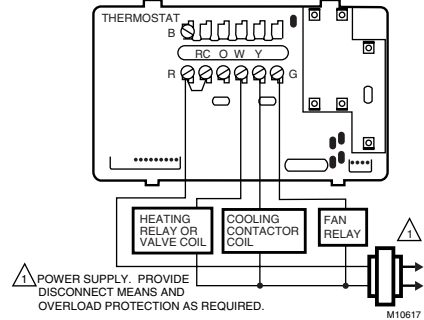 THERMOSTAT
B
RC O W Y
R
G
HEATING
RELAY OR
VALVE COIL
COOLING
CONTACTOR
COIL
FAN
RELAY
1
1 POWER SUPPLY. PROVIDE
DISCONNECT MEANS AND
OVERLOAD PROTECTION AS REQUIRED.
M10617